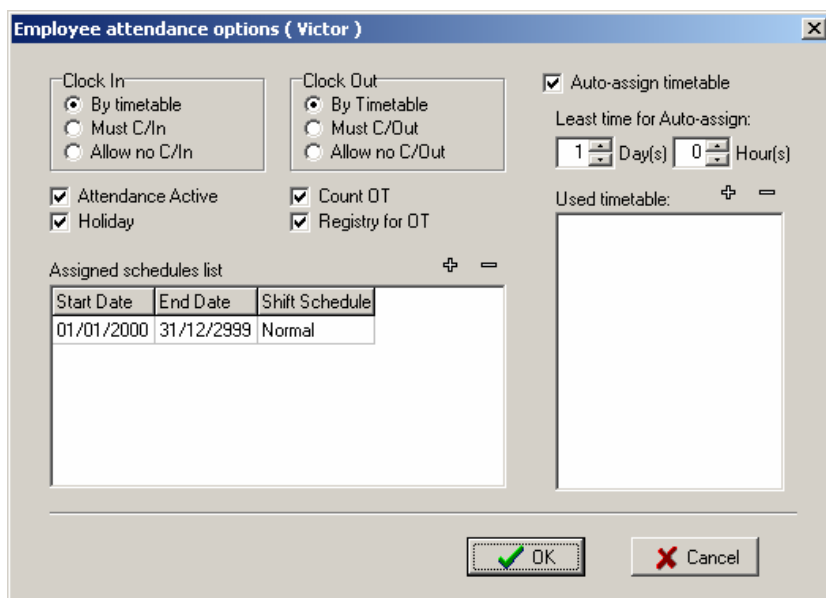 Employee attendance options ( Victor )
Clock In
By timetable
Must C/In
Allow no C/In
Clock Out
By Timetable
Must C/Out
Allow no C/Out
Auto-assign timetable
Least time for Auto-assign:
1 Day(s) 0 Hour(s)
Attendance Active
Holiday
Count OT
Registry for OT
Used timetable:
Assigned schedules list
Start Date End Date Shift Schedule
01/01/2000 31/12/2999 Normal
OK Cancel